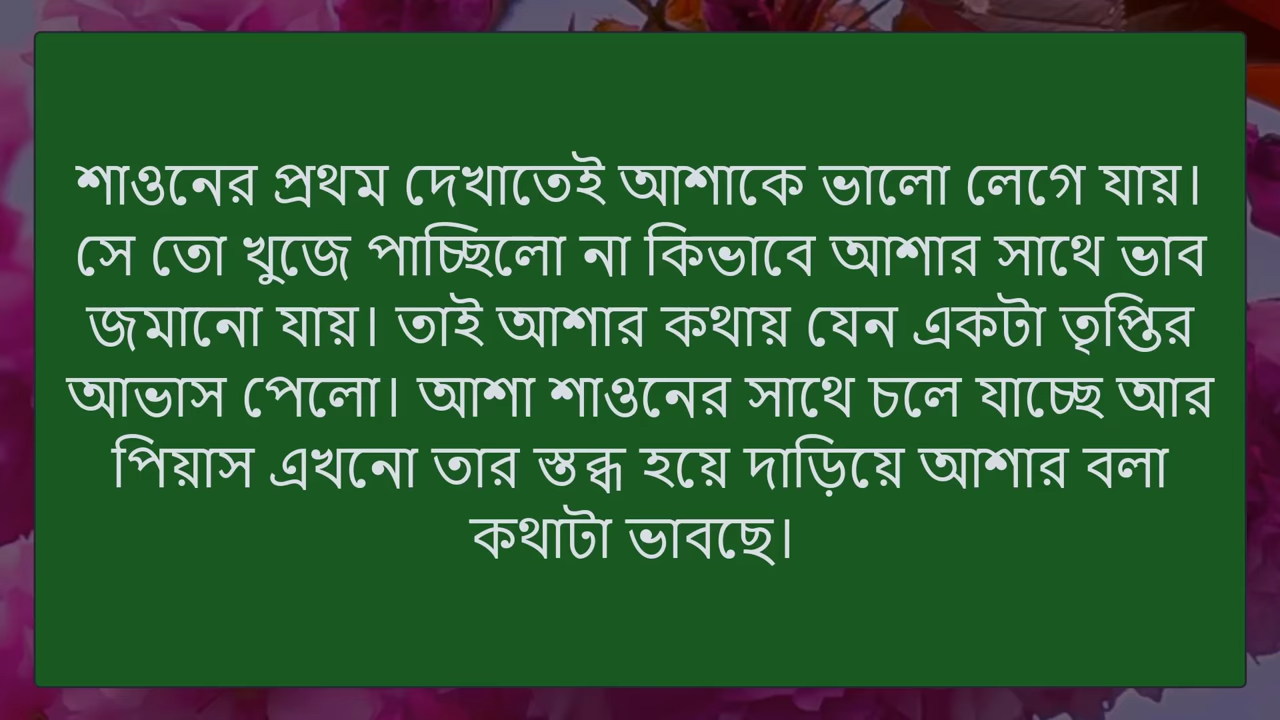 শাওনের প্রথম দেখাতেই আশাকে ভালো লেগে যায়।
সে তো খুজে পাচ্ছিলো না কিভাবে আশার সাথে ভাব
জমানো যায়। তাই আশার কথায় যেন একটা তৃপ্তির
আভাস পেলো। আশা শাওনের সাথে চলে যাচ্ছে আর
পিয়াস এখনো তার স্তব্ধ হয়ে দাড়িয়ে আশার বলা
কথাটা ভাবছে।